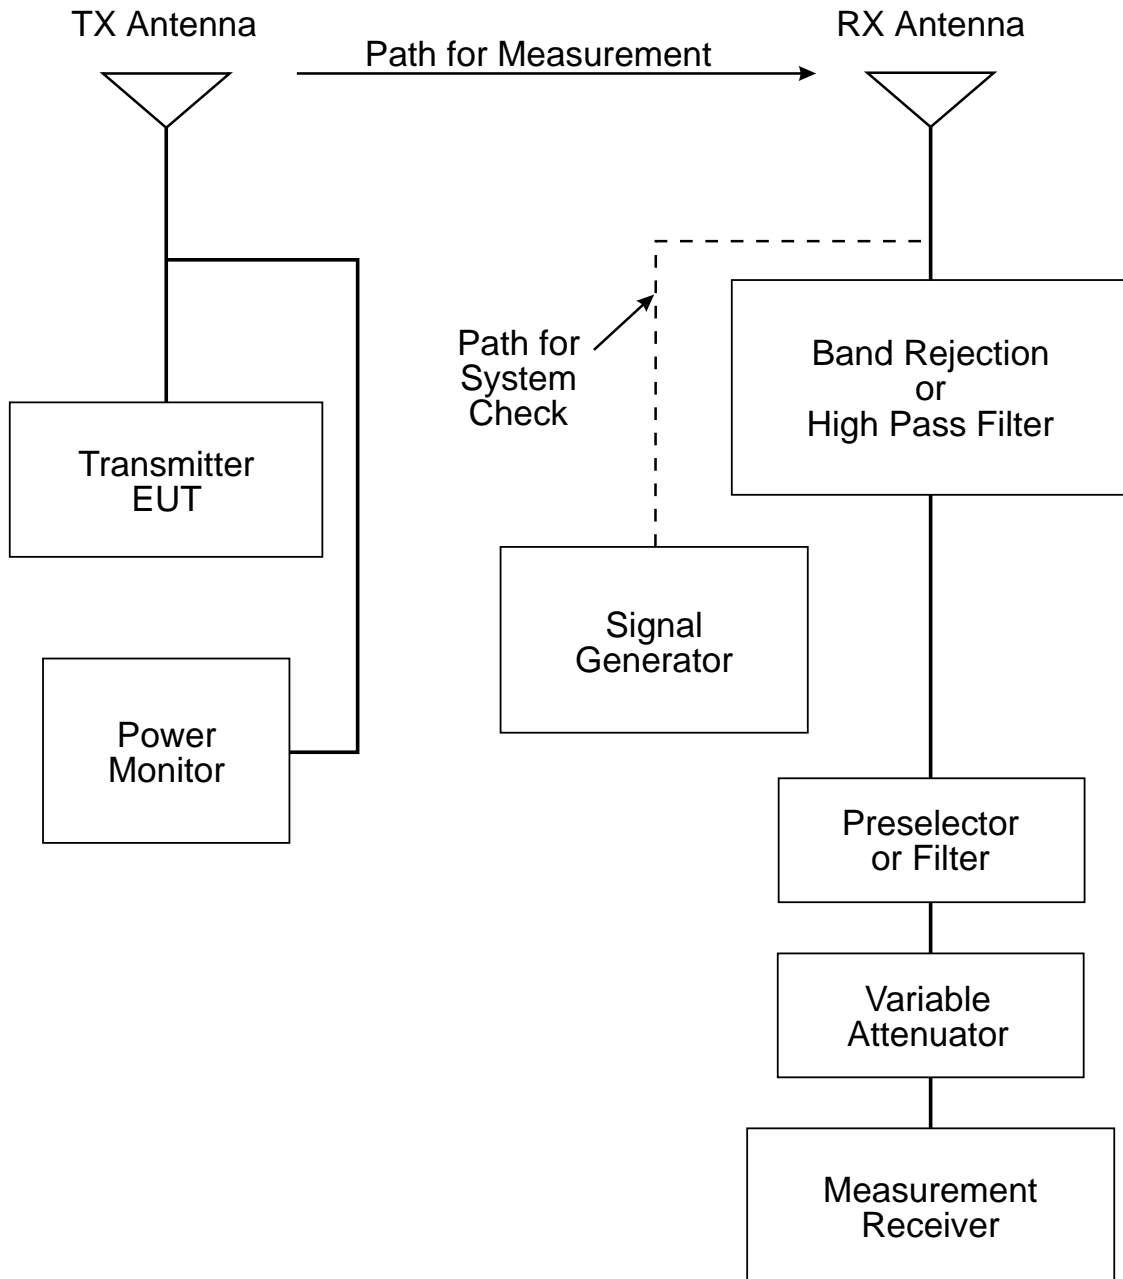 TX Antenna
Path for Measurement
RX Antenna
Path for
System
Check
Band Rejection
or
High Pass Filter
Transmitter
EUT
Signal
Generator
Power
Monitor
Preselector
or Filter
Variable
Attenuator
Measurement
Receiver